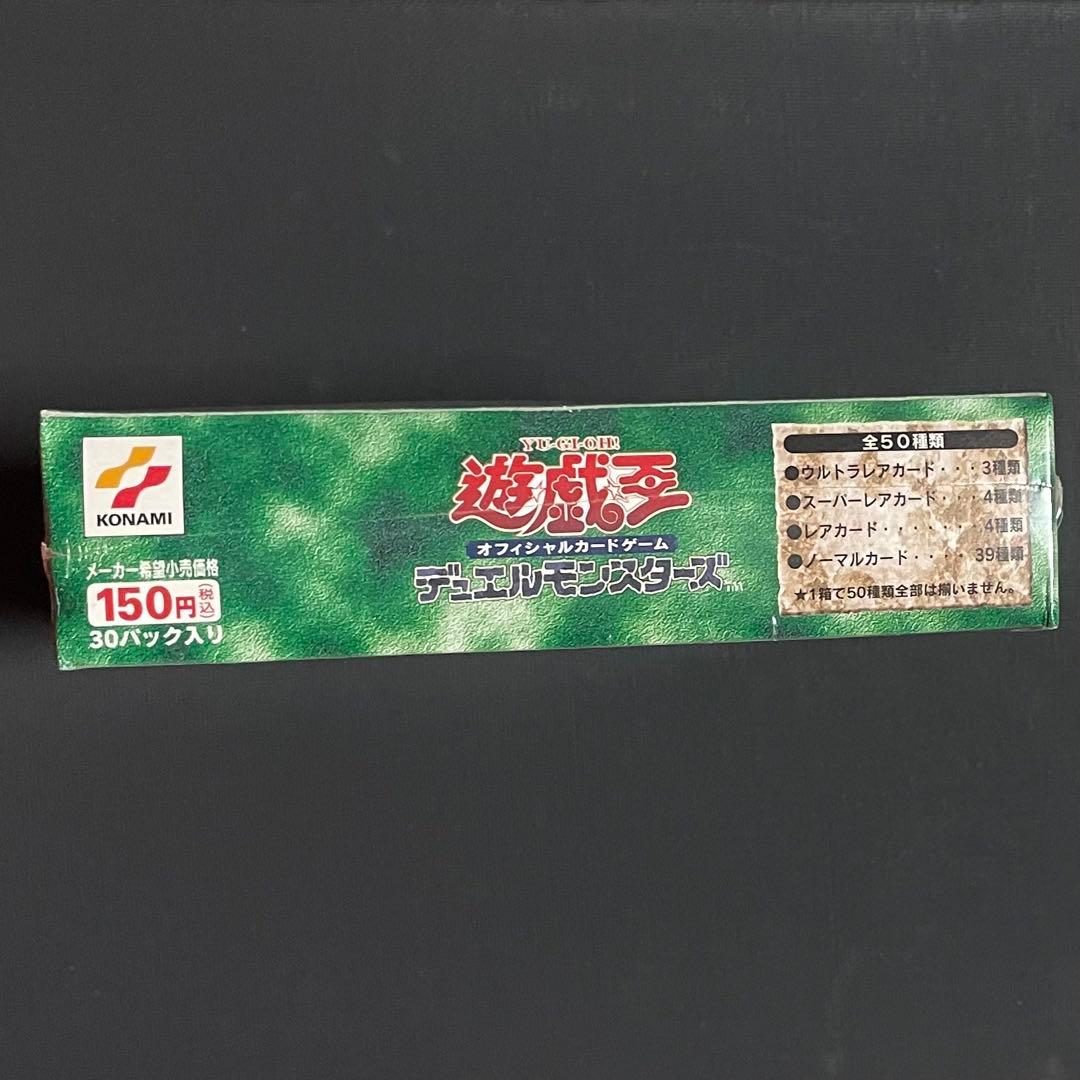 KONAMI
メーカー希望小売価格
150円(税込)
30パック入り
YU-GI-OH!
遊戯王
オフィシャルカードゲーム
デュエルモンスターズ™
全50種類
●ウルトラレアカード・・・3種類
●スーパーレアカード・・・4種類
●レアカード・・・・・・4種類
●ノーマルカード・・・・39種類
★1箱で50種類全部は揃いません。